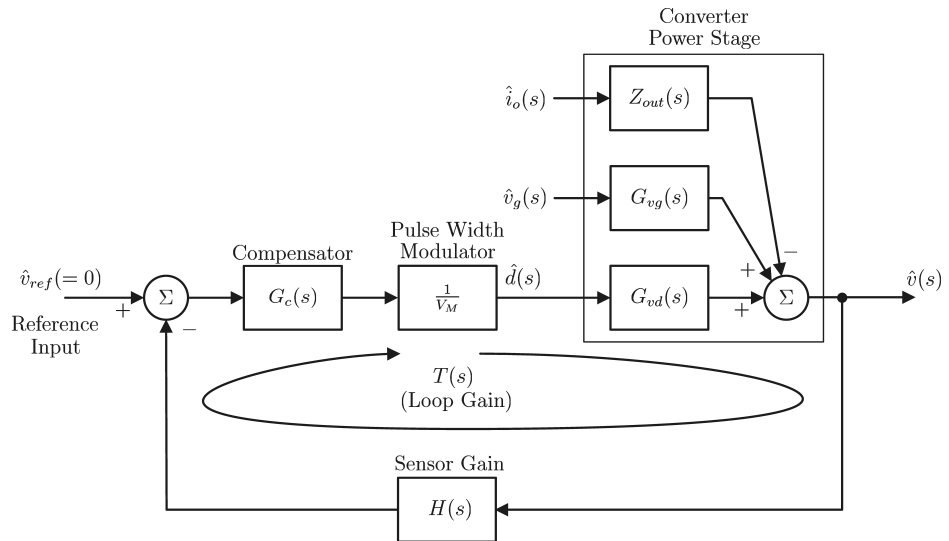 Converter
Power Stage
î_o(s)
Z_out(s)
v̂_g(s)
G_vg(s)
−
+
Pulse Width
Modulator
Compensator
v̂_ref(=0)
+
Σ
−
G_c(s)
1/V_M
d̂(s)
G_vd(s)
+
Σ
v̂(s)
Reference
Input
T(s)
(Loop Gain)
Sensor Gain
H(s)